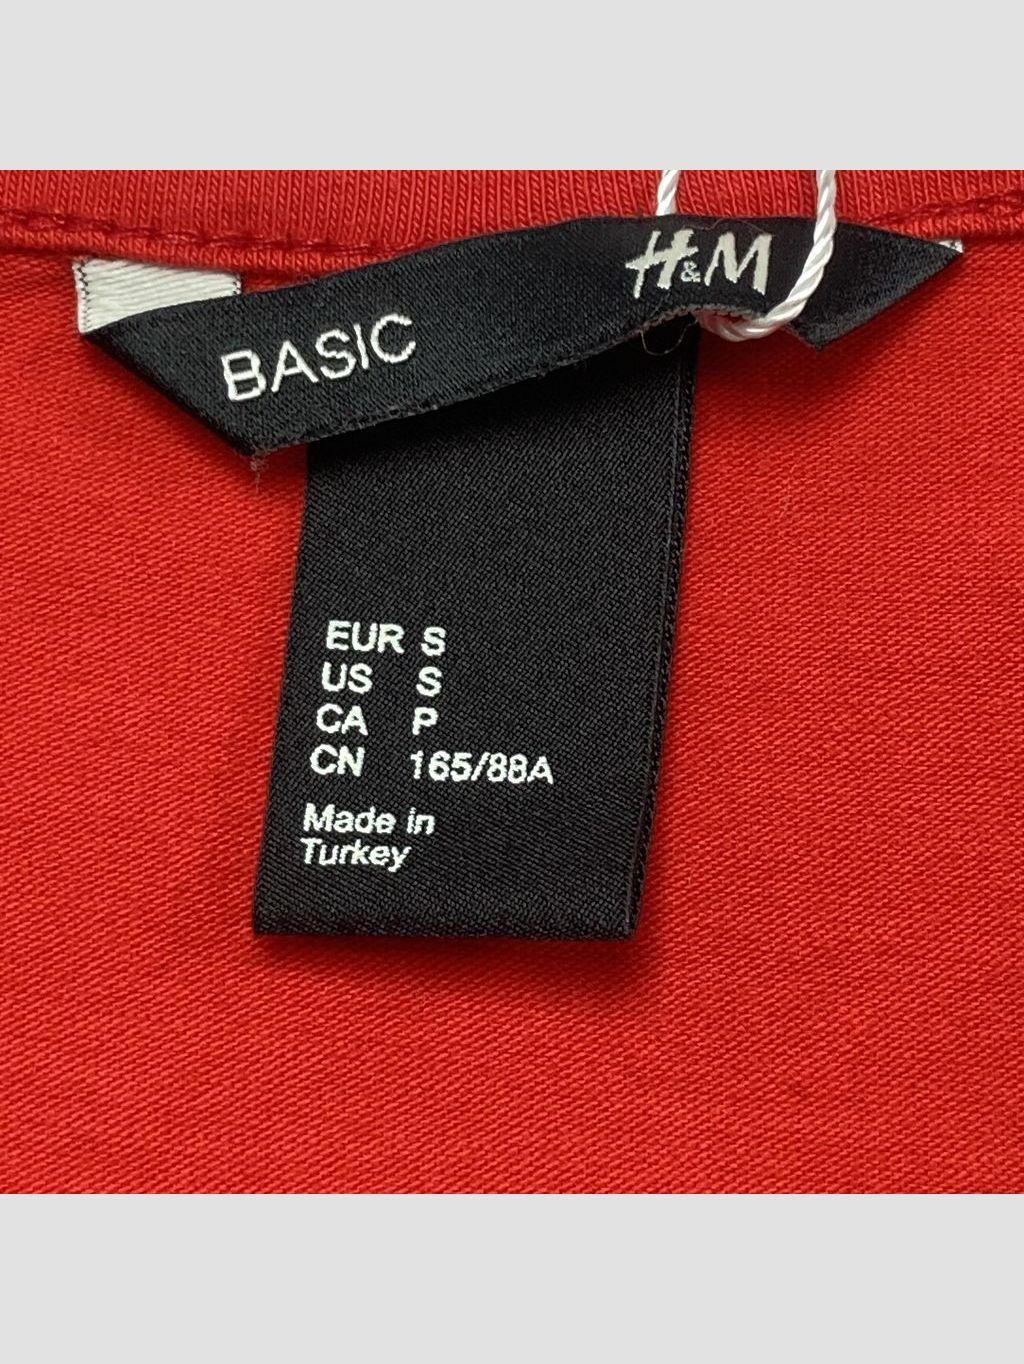 BASIC H&M
EUR S
US S
CA P
CN 165/88A
Made in
Turkey